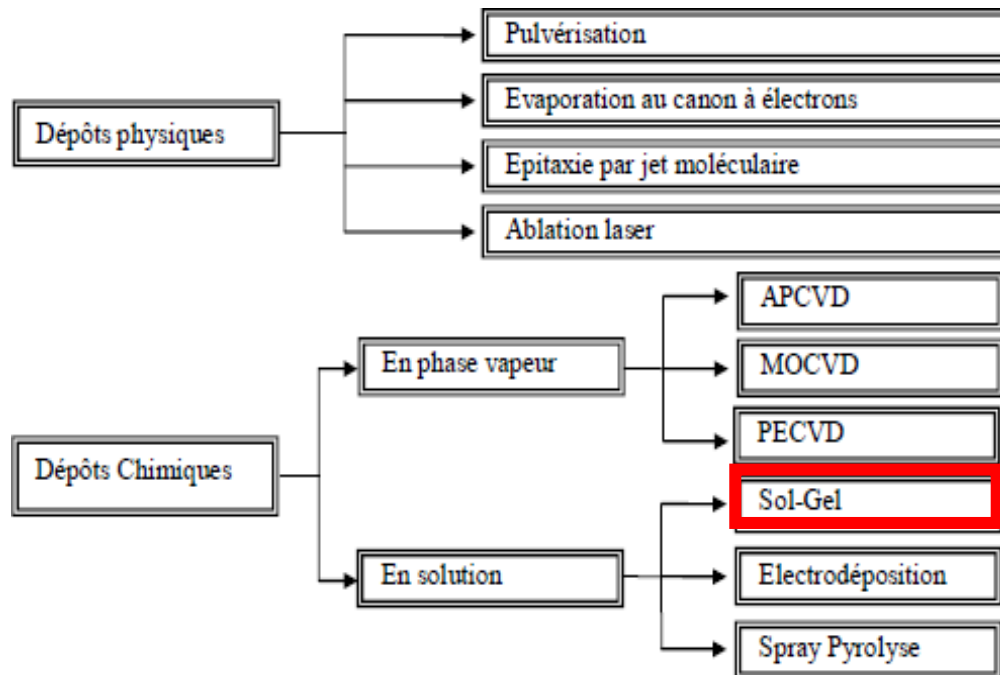 Pulvérisation
Evaporation au canon à électrons
Dépôts physiques
Epitaxie par jet moléculaire
Ablation laser
APCVD
En phase vapeur
MOCVD
PECVD
Dépôts Chimiques
Sol-Gel
En solution
Electrodéposition
Spray Pyrolyse